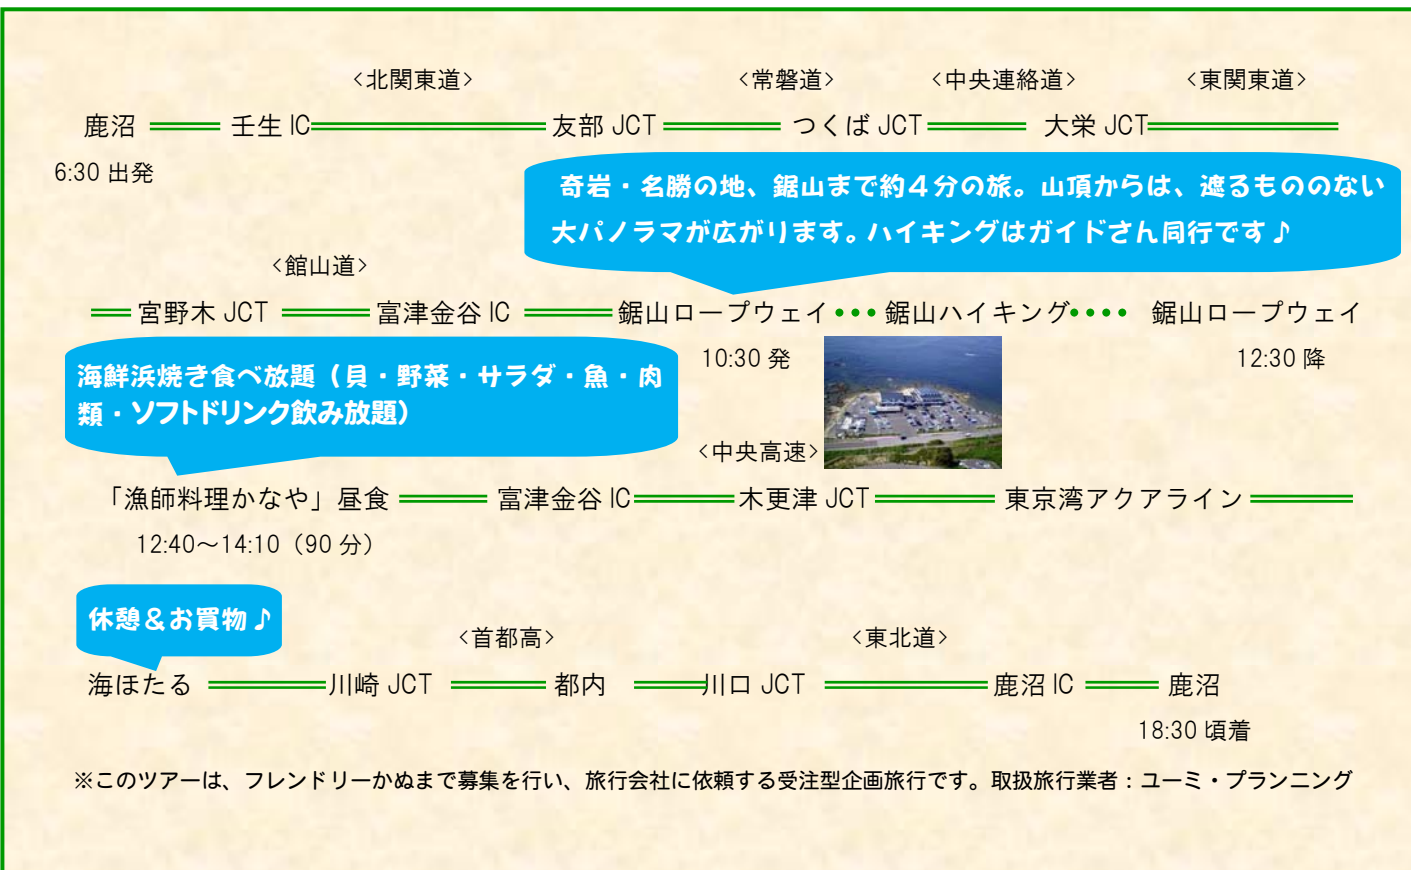 ＜北関東道＞ ＜常磐道＞ ＜中央連絡道＞ ＜東関東道＞
鹿沼 壬生 IC 友部 JCT つくば JCT 大栄 JCT
6:30 出発
奇岩・名勝の地、鋸山まで約４分の旅。山頂からは、遮るもののない
大パノラマが広がります。ハイキングはガイドさん同行です♪
＜館山道＞
宮野木 JCT 富津金谷 IC 鋸山ロープウェイ・・・鋸山ハイキング・・・・ 鋸山ロープウェイ
10:30 発 12:30 降
海鮮浜焼き食べ放題（貝・野菜・サラダ・魚・肉
類・ソフトドリンク飲み放題）
＜中央高速＞
「漁師料理かなや」昼食 富津金谷 IC 木更津 JCT 東京湾アクアライン
12:40～14:10（90 分）
休憩＆お買物♪
＜首都高＞ ＜東北道＞
海ほたる 川崎 JCT 都内 川口 JCT 鹿沼 IC 鹿沼
18:30 頃着
※このツアーは、フレンドリーかぬまで募集を行い、旅行会社に依頼する受注型企画旅行です。取扱旅行業者：ユーミ・プランニング